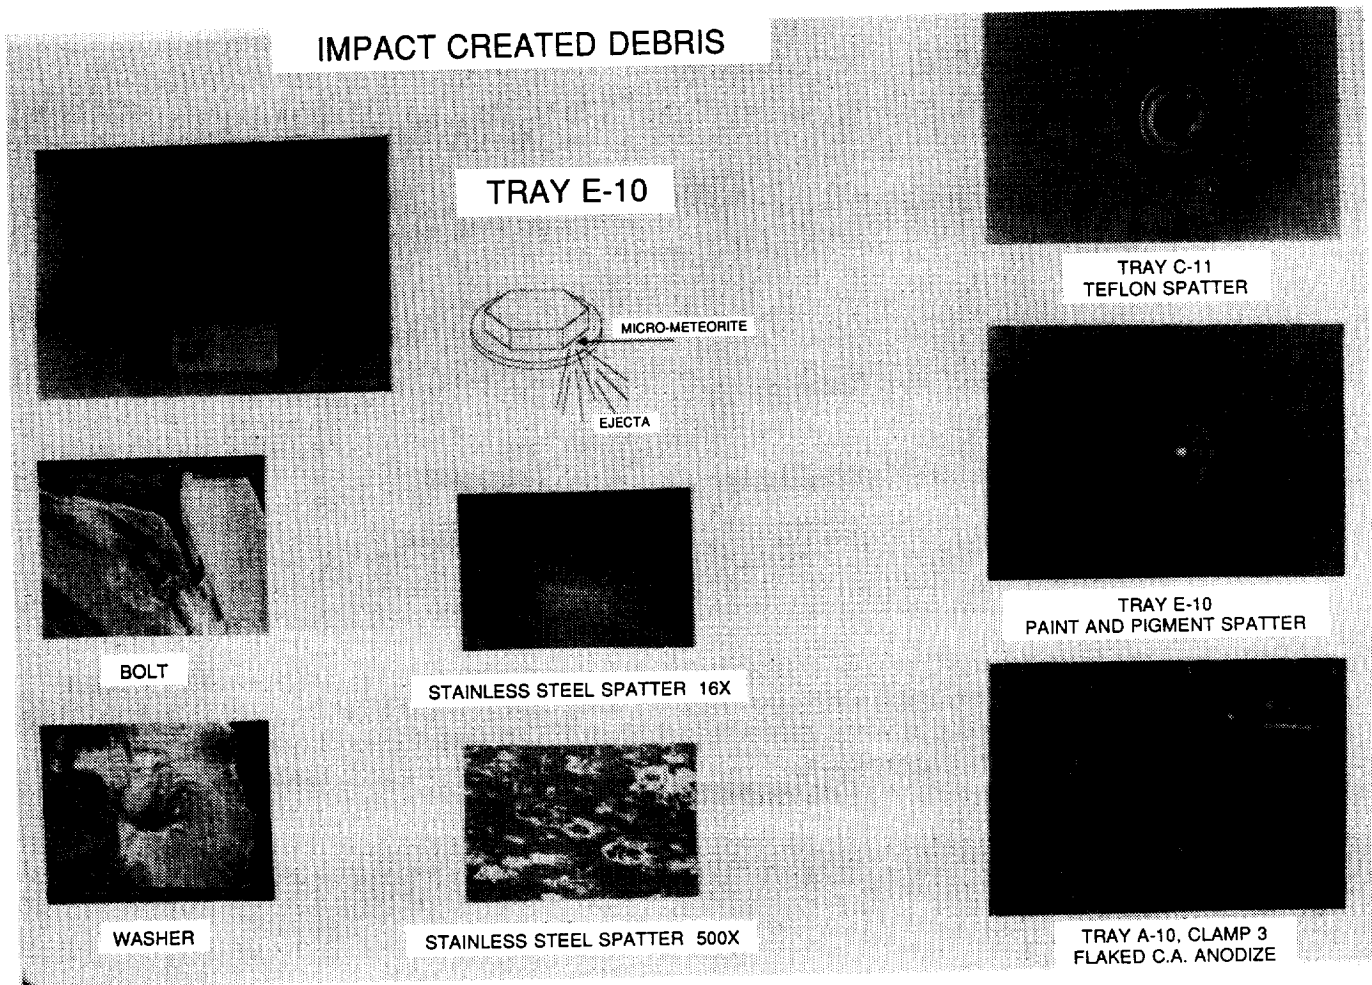 IMPACT CREATED DEBRIS
TRAY E-10
MICRO-METEORITE
EJECTA
BOLT
STAINLESS STEEL SPATTER 16X
WASHER
STAINLESS STEEL SPATTER 500X
TRAY C-11
TEFLON SPATTER
TRAY E-10
PAINT AND PIGMENT SPATTER
TRAY A-10, CLAMP 3
FLAKED C.A. ANODIZE